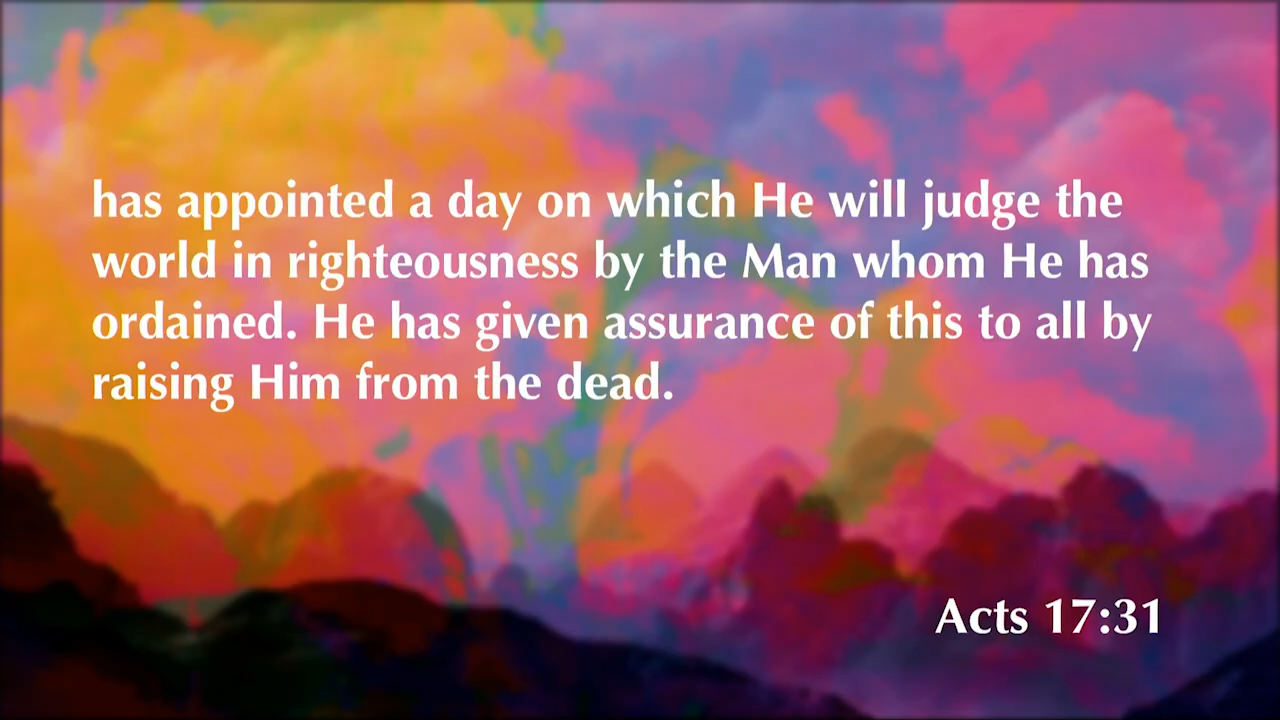 has appointed a day on which He will judge the
world in righteousness by the Man whom He has
ordained. He has given assurance of this to all by
raising Him from the dead.
Acts 17:31